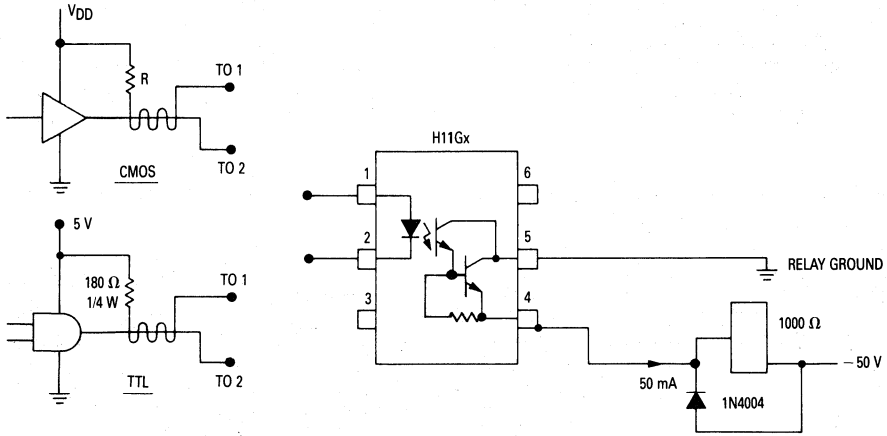 VDD
R
TO 1
TO 2
CMOS
5 V
180 Ω
1/4 W
TO 1
TO 2
TTL
H11Gx
1
2
3
6
5
4
RELAY GROUND
1000 Ω
50 mA
1N4004
−50 V